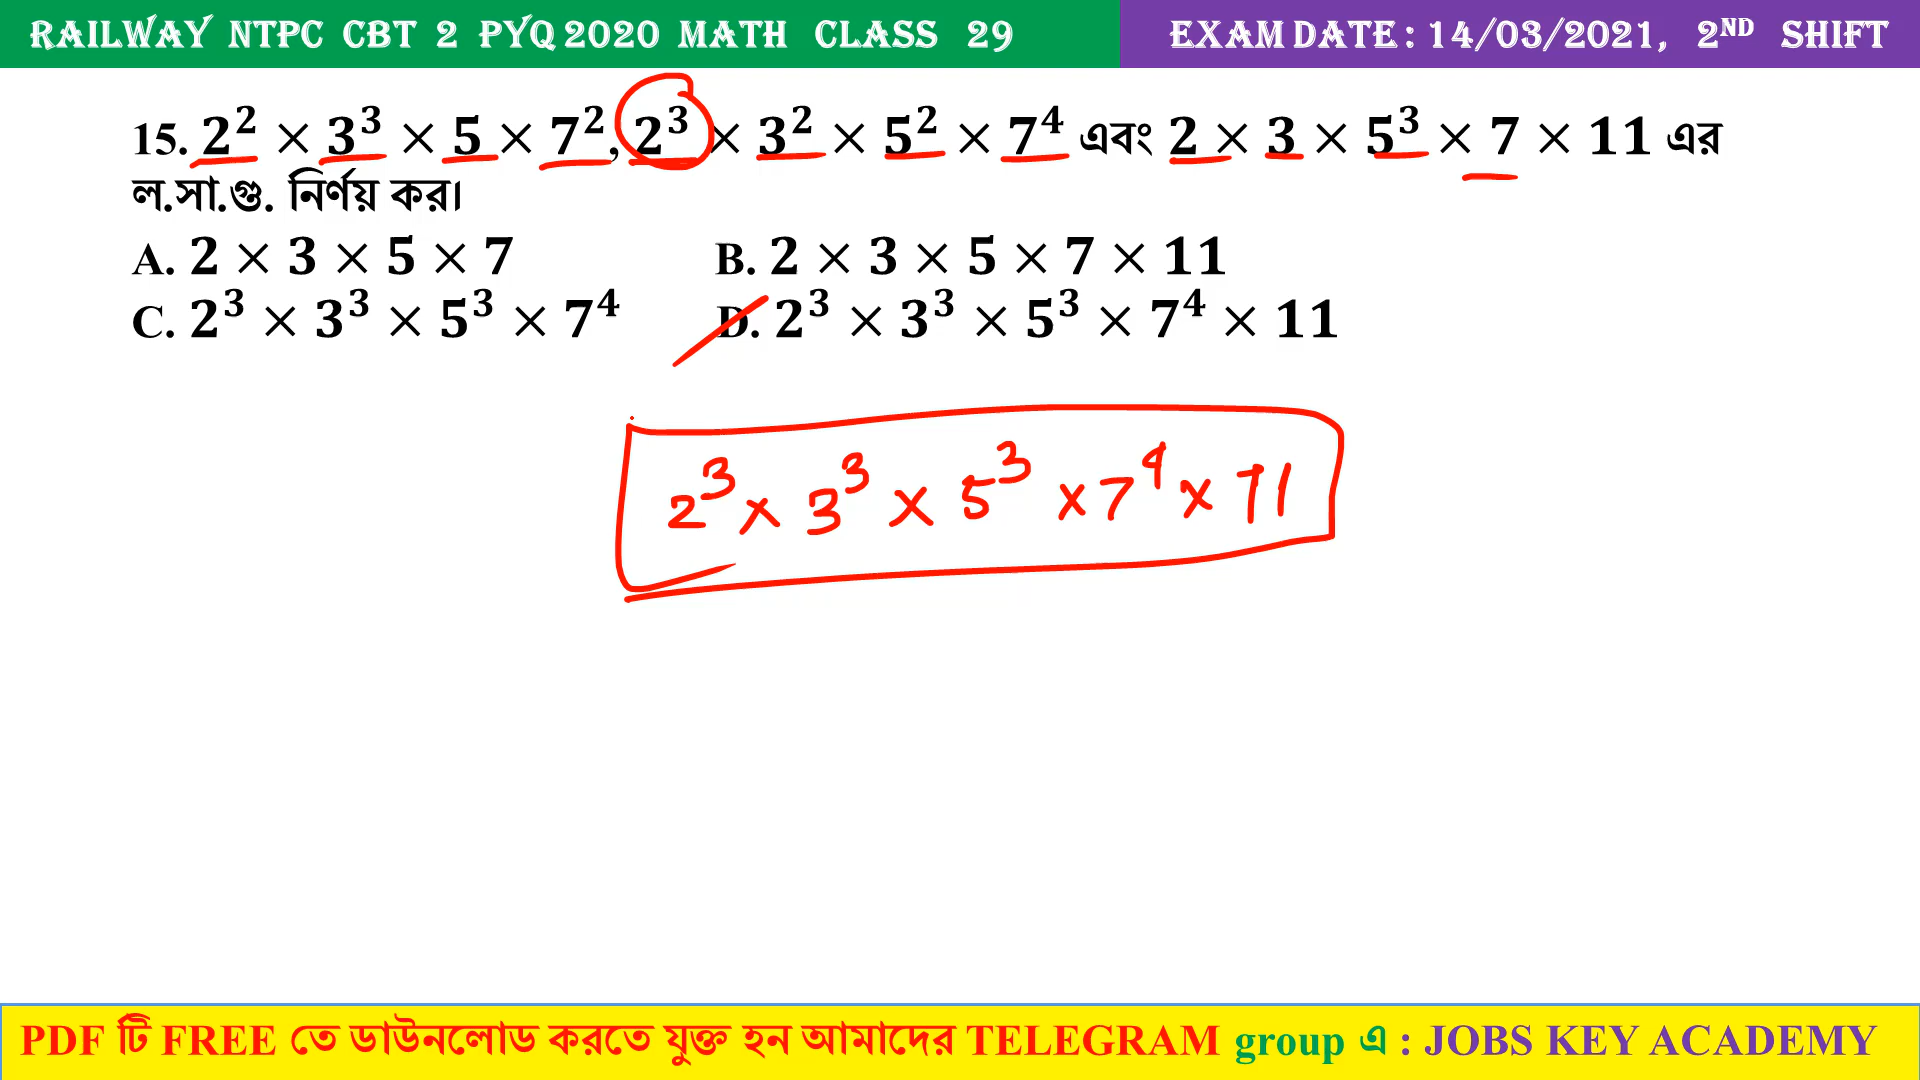 RAILWAY NTPC CBT 2 PYQ 2020 MATH CLASS 29 EXAM DATE : 14/03/2021, 2ND SHIFT
15. 2² × 3³ × 5 × 7², 2³ × 3² × 5² × 7⁴ এবং 2 × 3 × 5³ × 7 × 11 এর
ল.সা.গু. নির্ণয় কর।
A. 2 × 3 × 5 × 7 B. 2 × 3 × 5 × 7 × 11
C. 2³ × 3³ × 5³ × 7⁴ D. 2³ × 3³ × 5³ × 7⁴ × 11
2³ × 3³ × 5³ × 7⁴ × 11
PDF টি FREE তে ডাউনলোড করতে যুক্ত হন আমাদের TELEGRAM group এ : JOBS KEY ACADEMY